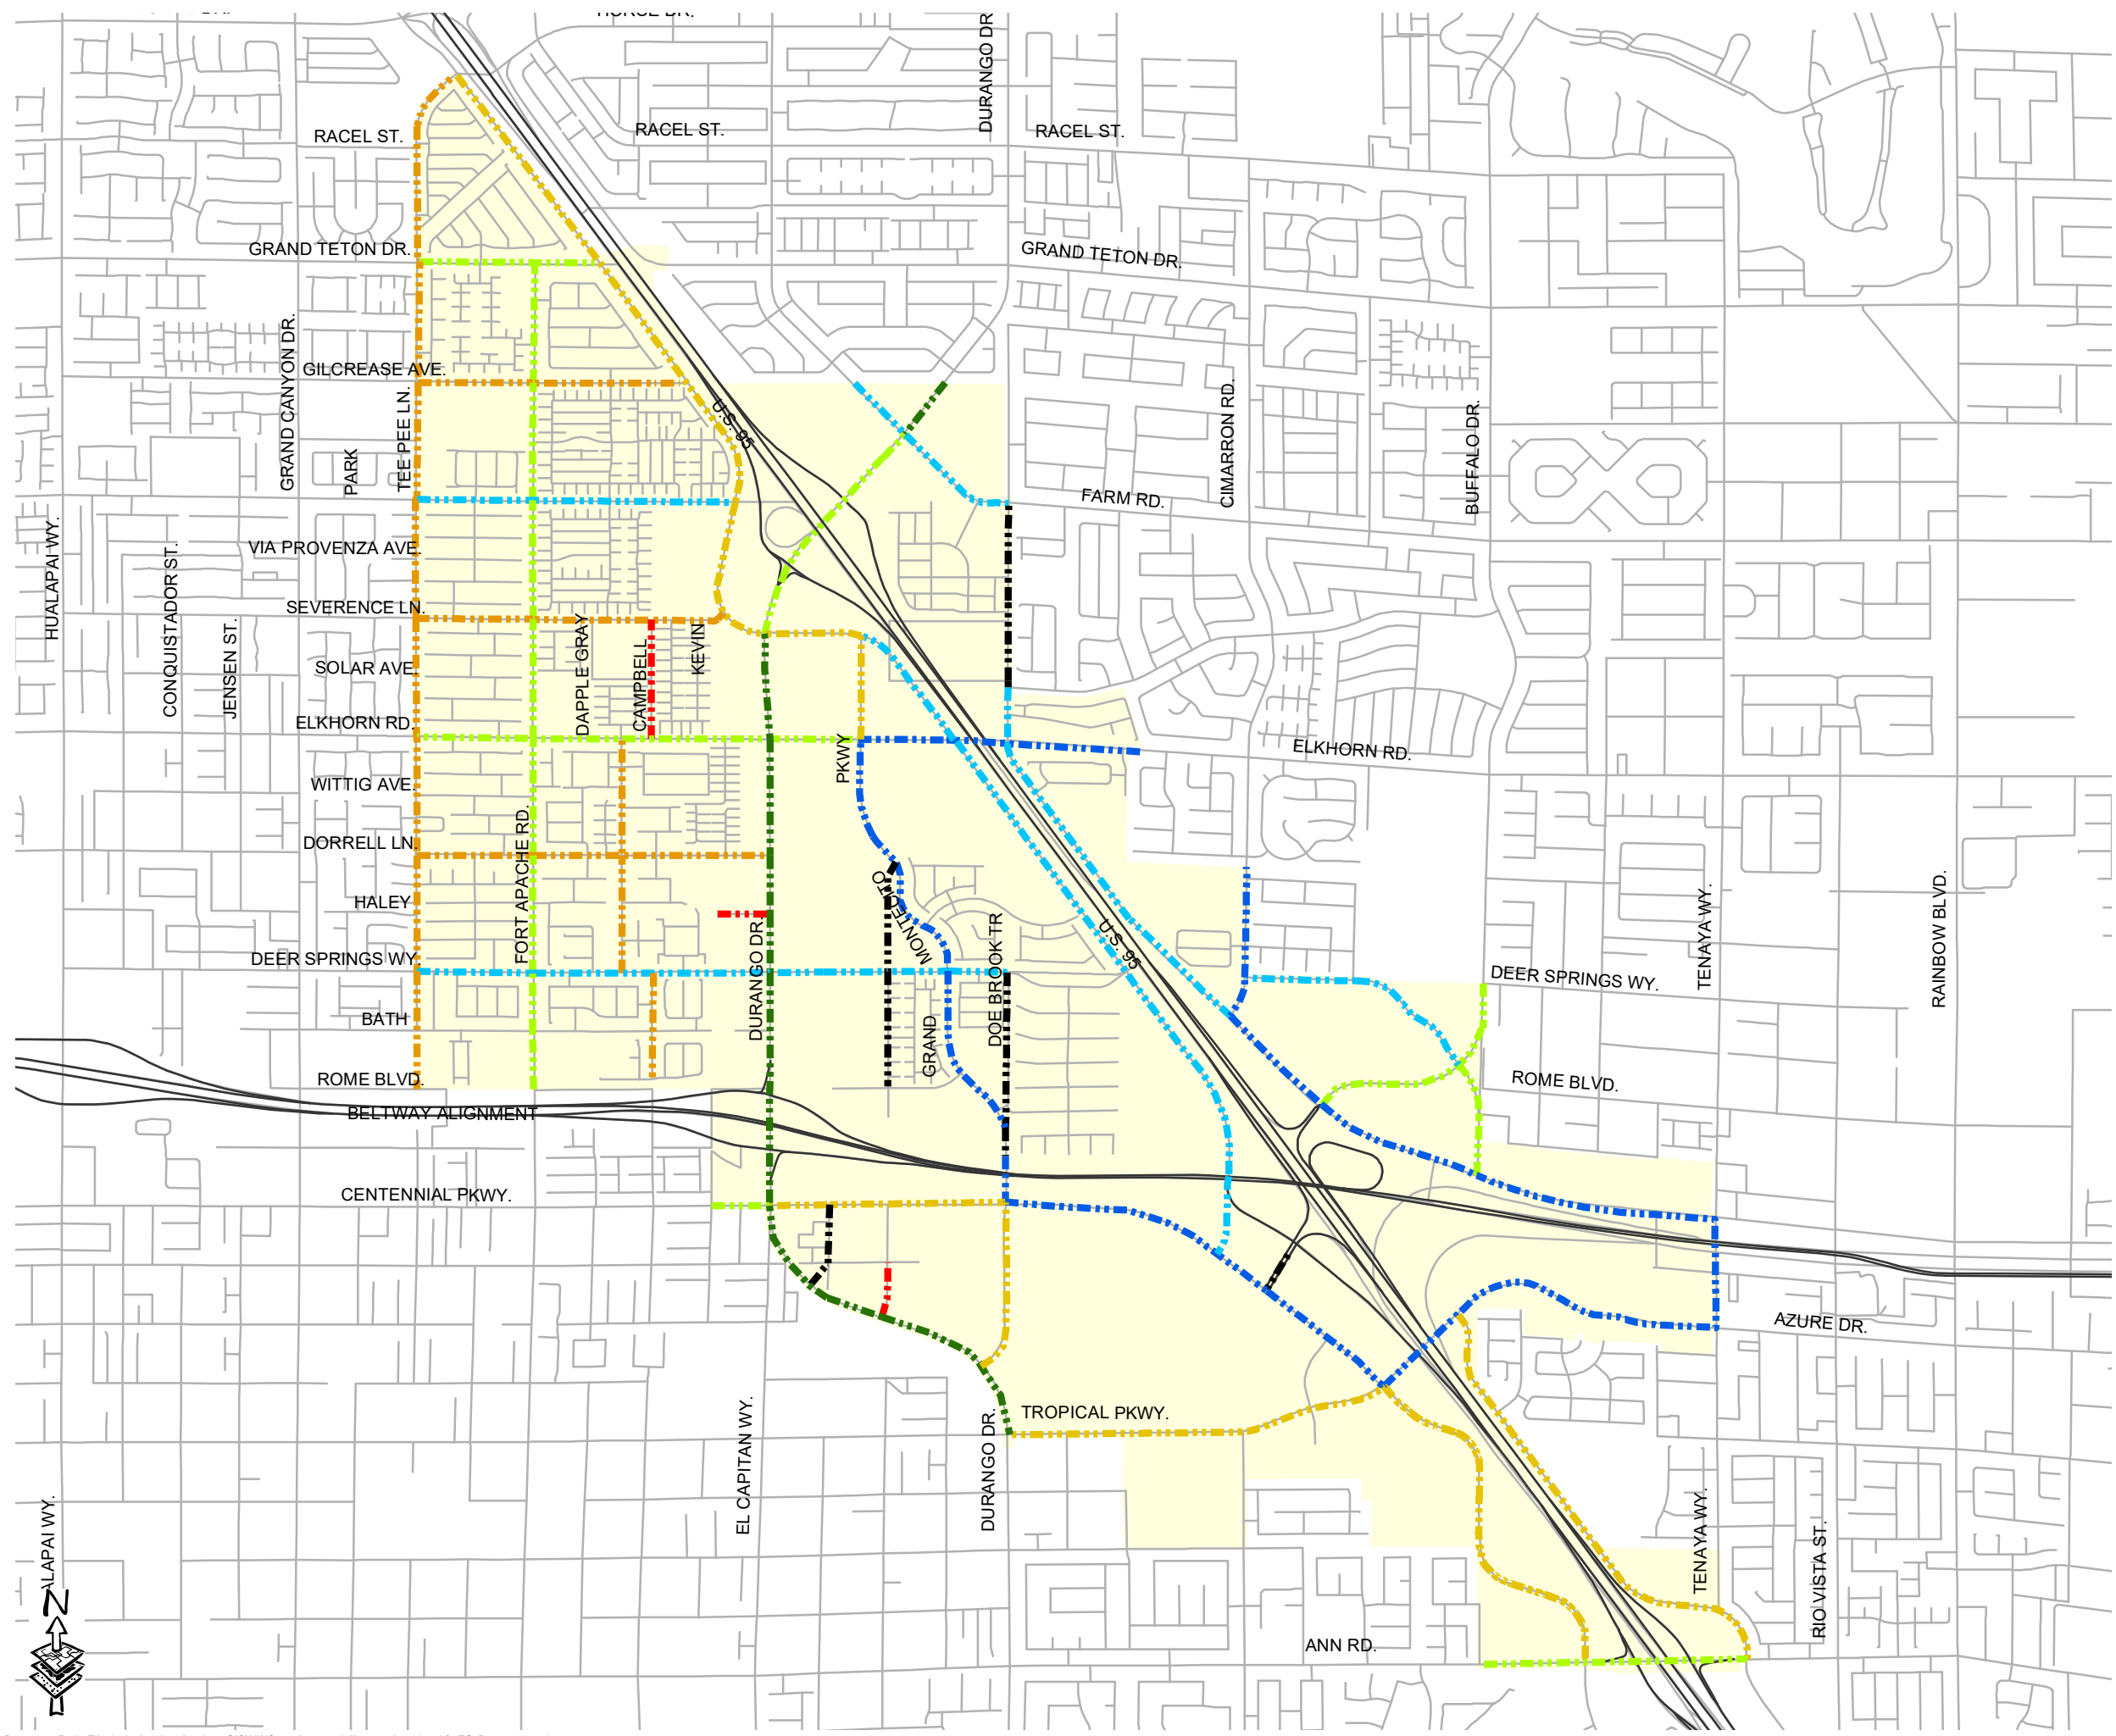 DURANGO DR.
RACEL ST.
RACEL ST.
RACEL ST.
GRAND TETON DR.
GRAND TETON DR.
GRAND CANYON DR.
GILCREASE AVE.
TEE PEE LN.
PARK
U.S. 95
CIMARRON RD.
BUFFALO DR.
FARM RD.
HUALAPAI WY.
CONQUISTADOR ST.
VIA PROVENZA AVE.
SEVERENCE LN.
JENSEN ST.
SOLAR AVE.
DAPPLE GRAY
CAMPBELL
KEVIN
ELKHORN RD.
PKWY
ELKHORN RD.
WITTIG AVE.
DORRELL LN.
FORT APACHE RD.
HALEY
MONTECITO
DURANGO DR.
DOE BROOK TR
U.S. 95
TENAYA WY.
RAINBOW BLVD.
DEER SPRINGS WY.
DEER SPRINGS WY.
BATH
GRAND
ROME BLVD.
ROME BLVD.
BELTWAY ALIGNMENT
CENTENNIAL PKWY.
AZURE DR.
EL CAPITAN WY.
DURANGO DR.
TROPICAL PKWY.
ALAPAI WY.
TENAYA WY.
RIO VISTA ST.
ANN RD.
N